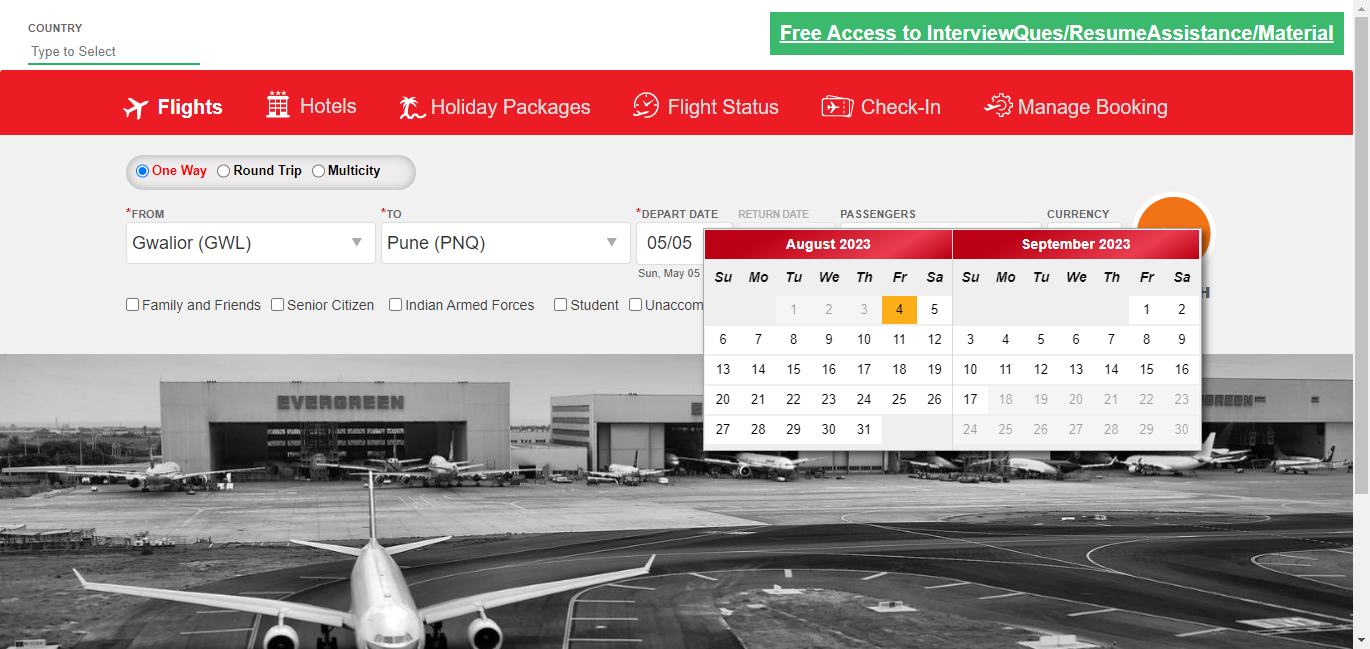 COUNTRY
Type to Select
Free Access to InterviewQues/ResumeAssistance/Material
Flights Hotels Holiday Packages Flight Status Check-In Manage Booking
One Way Round Trip Multicity
*FROM *TO *DEPART DATE RETURN DATE PASSENGERS CURRENCY
Gwalior (GWL) Pune (PNQ) 05/05
Sun, May 05
Family and Friends Senior Citizen Indian Armed Forces Student Unaccom
August 2023
Su Mo Tu We Th Fr Sa
1 2 3 4 5
6 7 8 9 10 11 12
13 14 15 16 17 18 19
20 21 22 23 24 25 26
27 28 29 30 31
September 2023
Su Mo Tu We Th Fr Sa
1 2
3 4 5 6 7 8 9
10 11 12 13 14 15 16
17 18 19 20 21 22 23
24 25 26 27 28 29 30
H
EVERGREEN
E
RGREEN